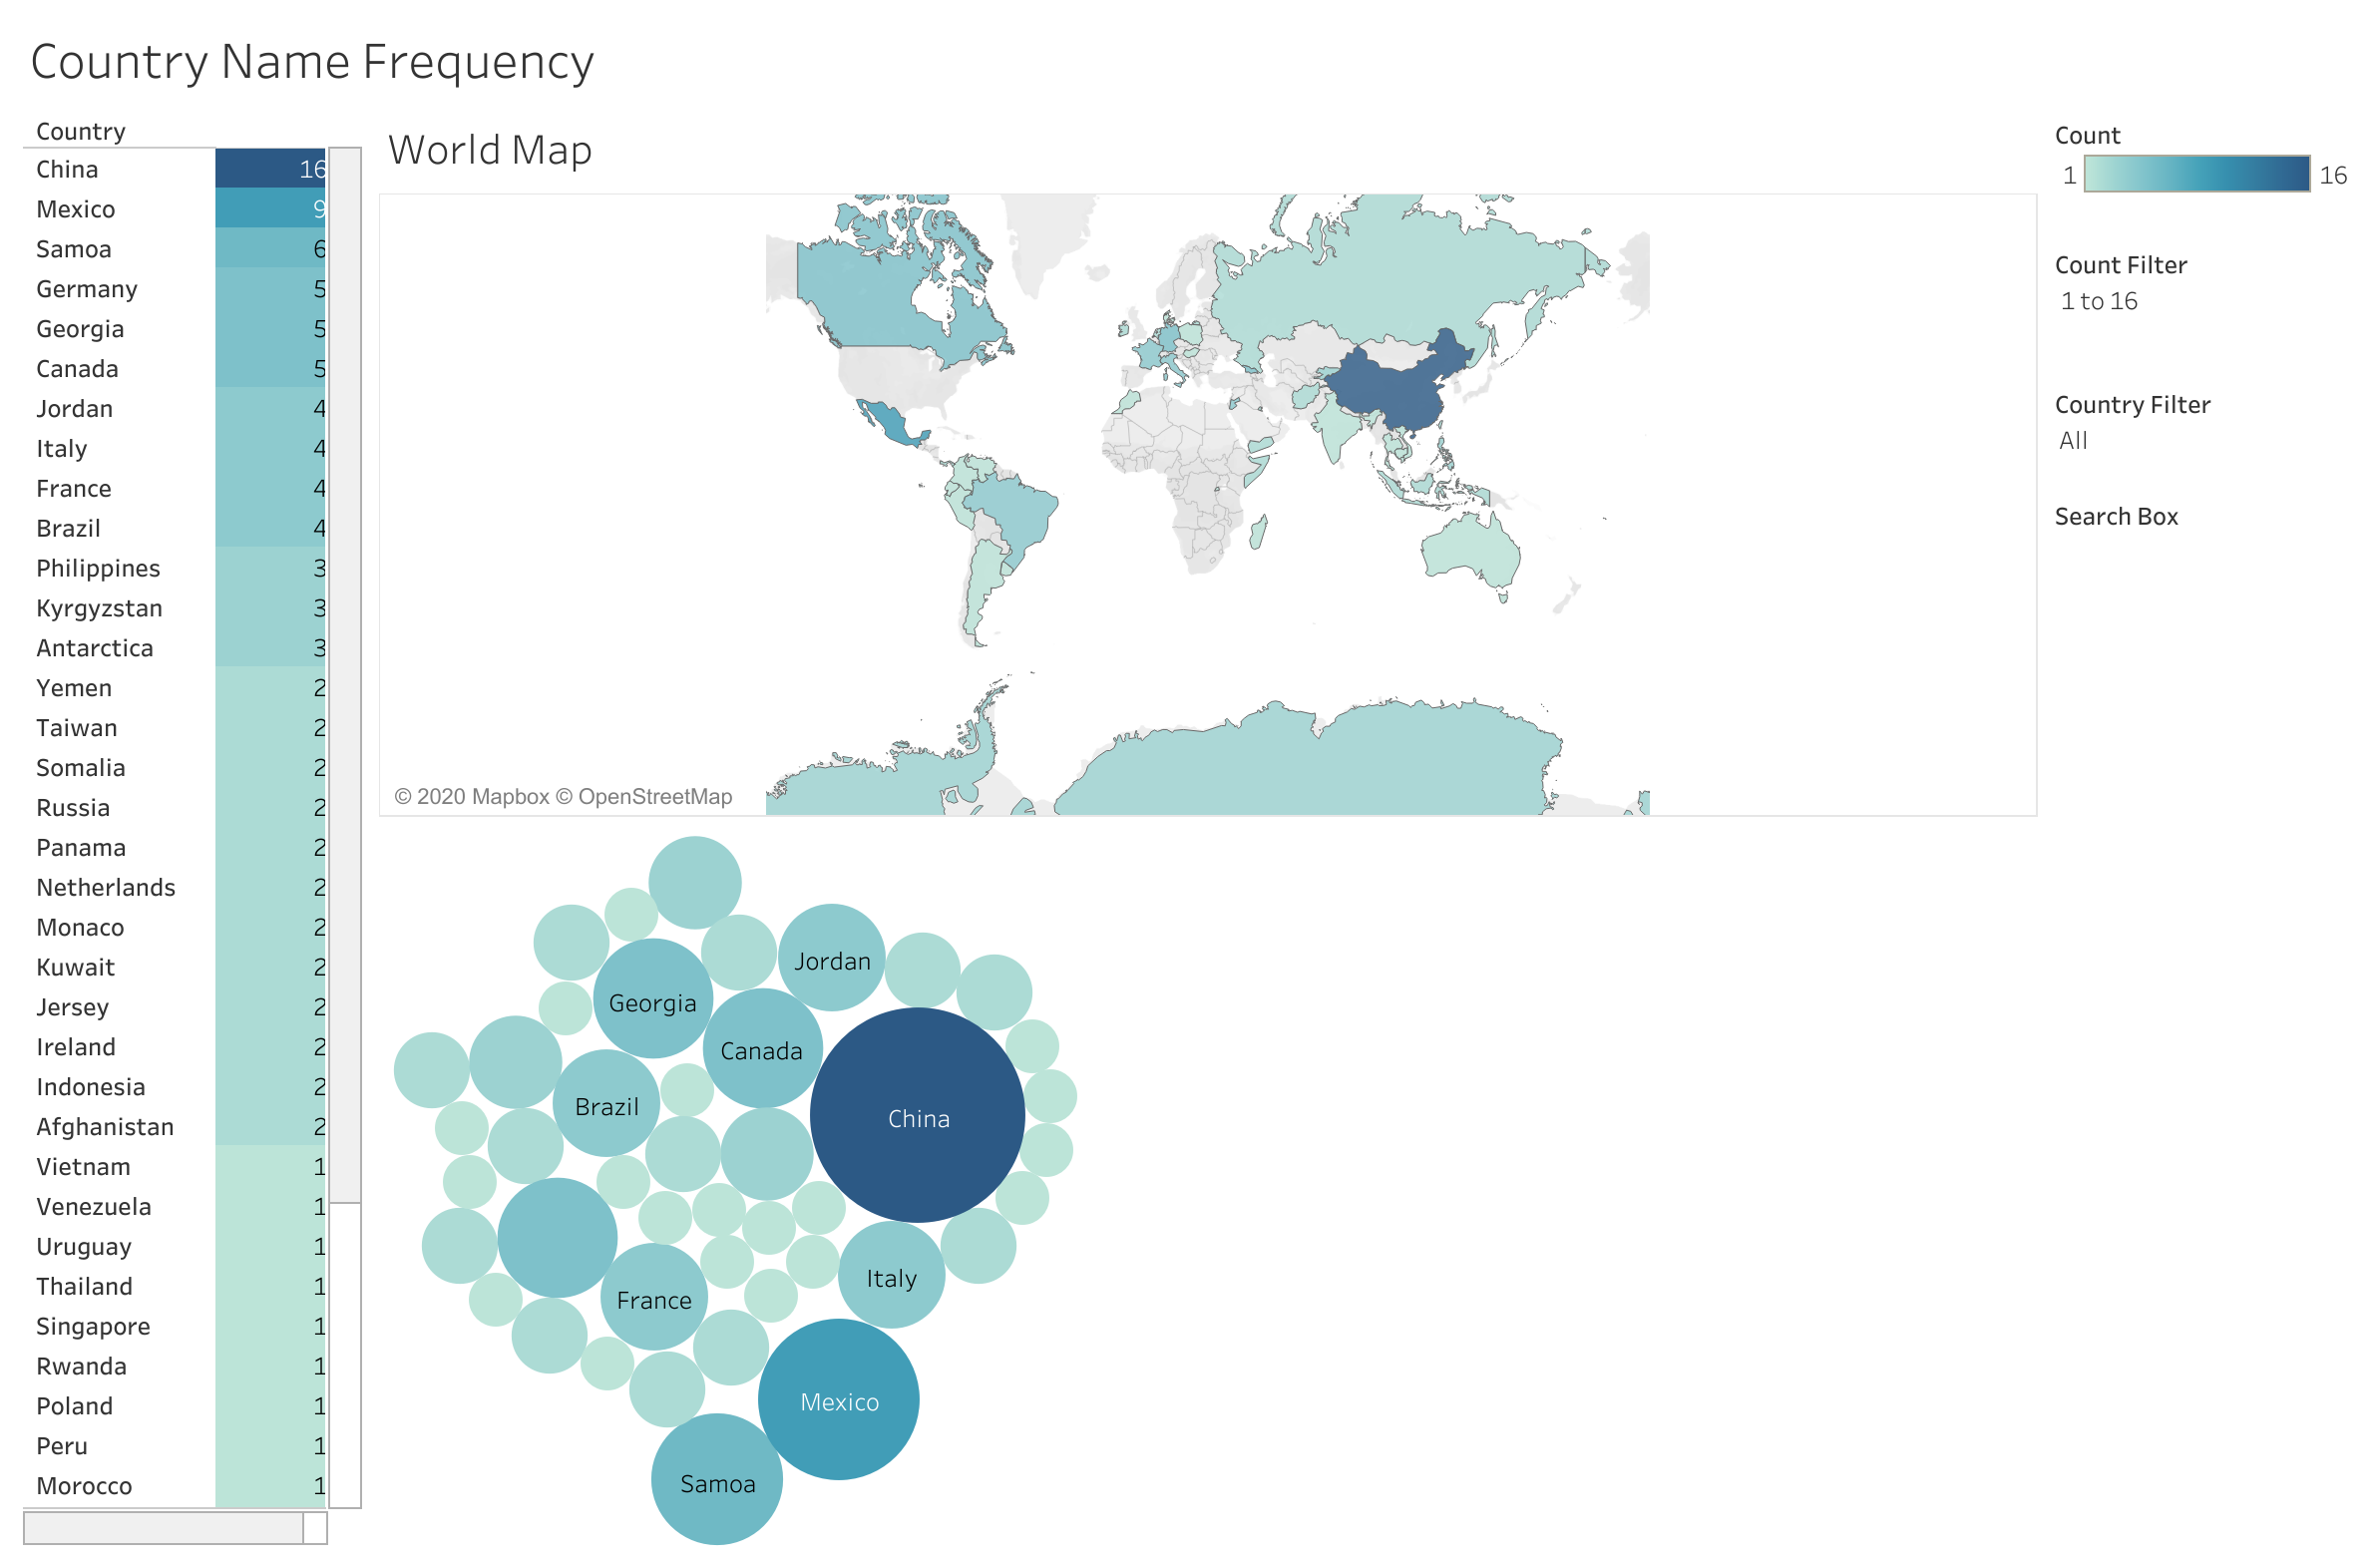 Country Name Frequency
Country
China 16
Mexico 9
Samoa 6
Germany 5
Georgia 5
Canada 5
Jordan 4
Italy 4
France 4
Brazil 4
Philippines 3
Kyrgyzstan 3
Antarctica 3
Yemen 2
Taiwan 2
Somalia 2
Russia 2
Panama 2
Netherlands 2
Monaco 2
Kuwait 2
Jersey 2
Ireland 2
Indonesia 2
Afghanistan 2
Vietnam 1
Venezuela 1
Uruguay 1
Thailand 1
Singapore 1
Rwanda 1
Poland 1
Peru 1
Morocco 1
World Map
© 2020 Mapbox © OpenStreetMap
Count
1 16
Count Filter
1 to 16
Country Filter
All
Search Box
Jordan
Georgia
Canada
Brazil
China
Italy
France
Mexico
Samoa